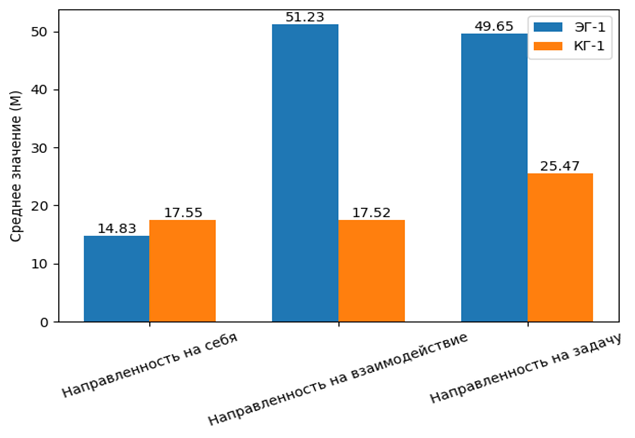 51.23
49.65
ЭГ-1
КГ-1
50
40
30
25.47
20
17.55
17.52
14.83
10
0
Среднее значение (М)
Направленность на себя
Направленность на взаимодействие
Направленность на задачу